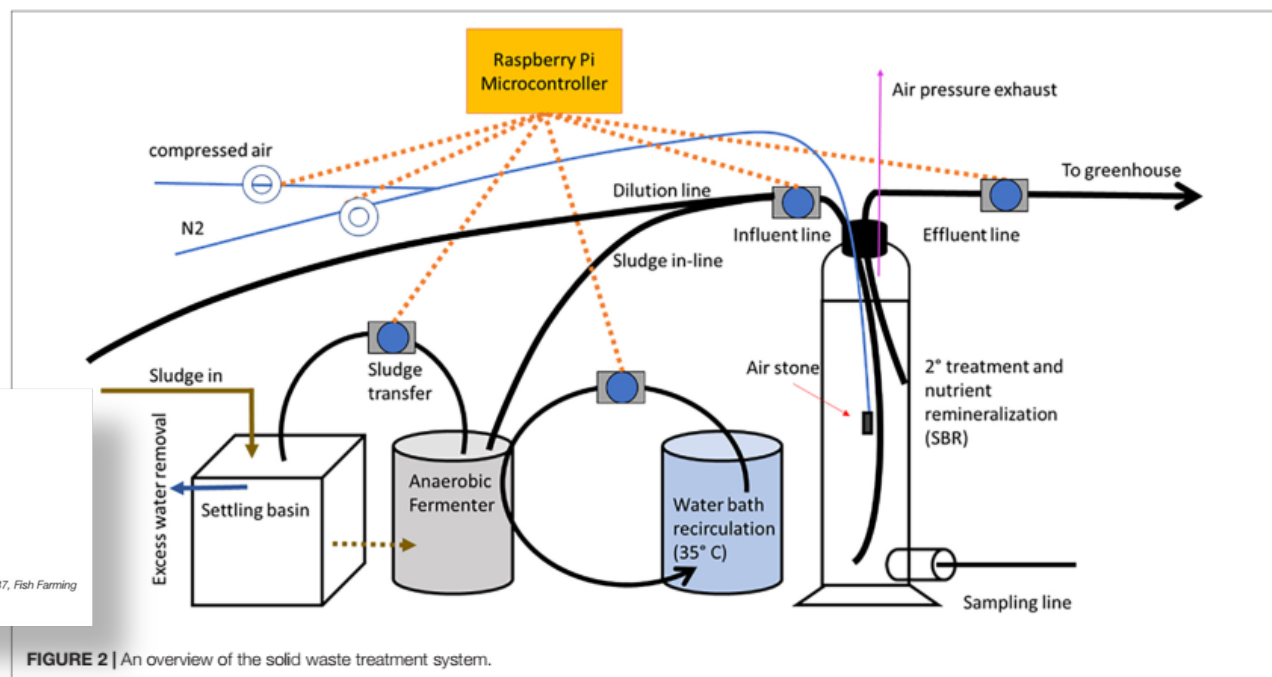 Raspberry Pi
Microcontroller
Air pressure exhaust
compressed air
To greenhouse
Dilution line
N2
Influent line
Effluent line
Sludge in-line
Sludge in
Sludge
transfer
Air stone
2° treatment and
nutrient
remineralization
(SBR)
Excess water removal
Settling basin
Anaerobic
Fermenter
Water bath
recirculation
(35° C)
Sampling line
7, Fish Farming
FIGURE 2 | An overview of the solid waste treatment system.